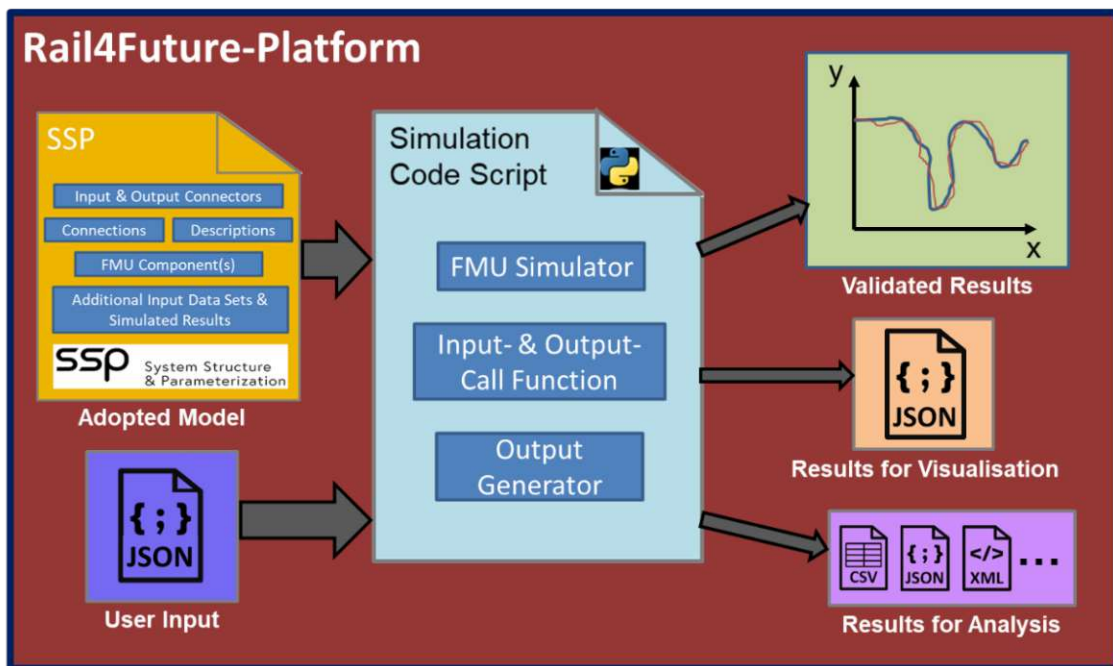 Rail4Future-Platform
SSP
Input & Output Connectors
Connections
Descriptions
FMU Component(s)
Additional Input Data Sets &
Simulated Results
ssp System Structure
& Parameterization
Adopted Model
{ ; }
JSON
User Input
Simulation
Code Script
FMU Simulator
Input- & Output-
Call Function
Output
Generator
y
x
Validated Results
{ ; }
JSON
Results for Visualisation
CSV
{ ; }
JSON
</>
XML
...
Results for Analysis